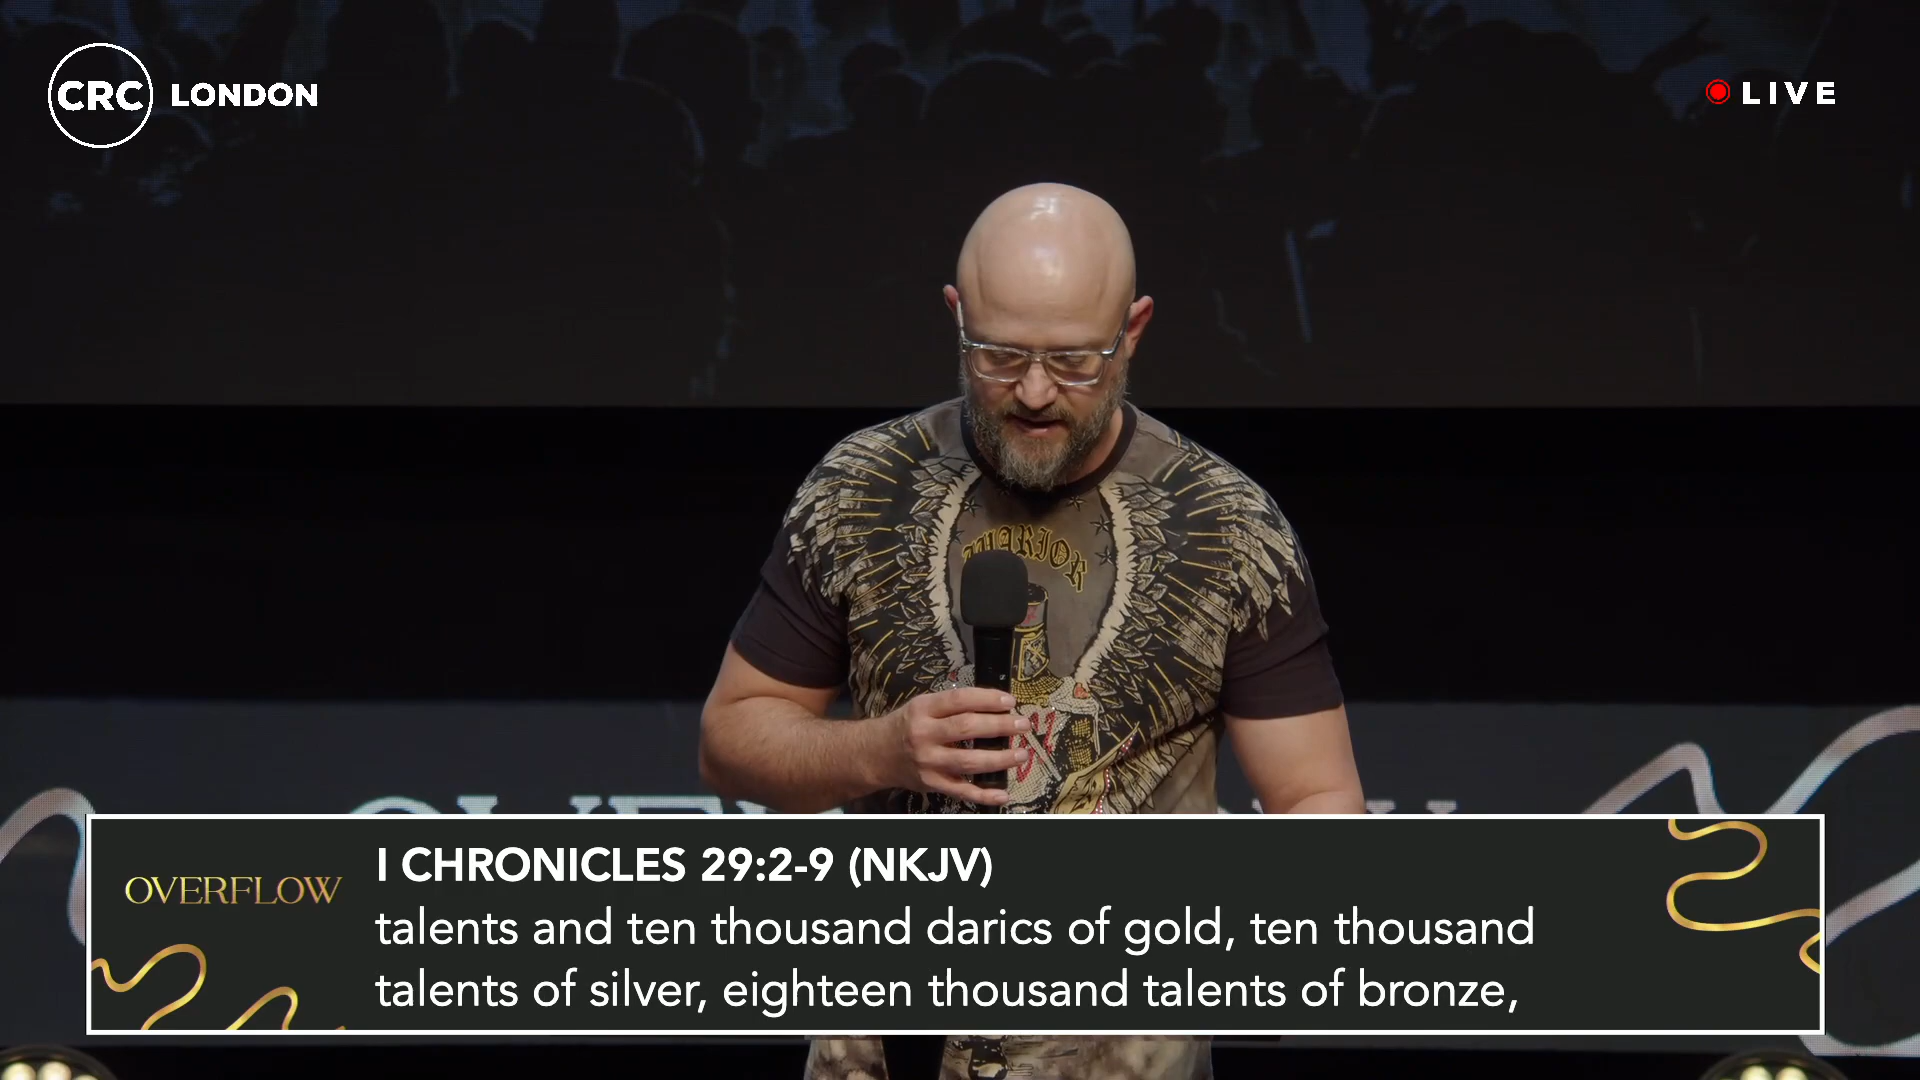 CRC LONDON
LIVE
WARRIOR
I CHRONICLES 29:2-9 (NKJV)
OVERFLOW
talents and ten thousand darics of gold, ten thousand
talents of silver, eighteen thousand talents of bronze,